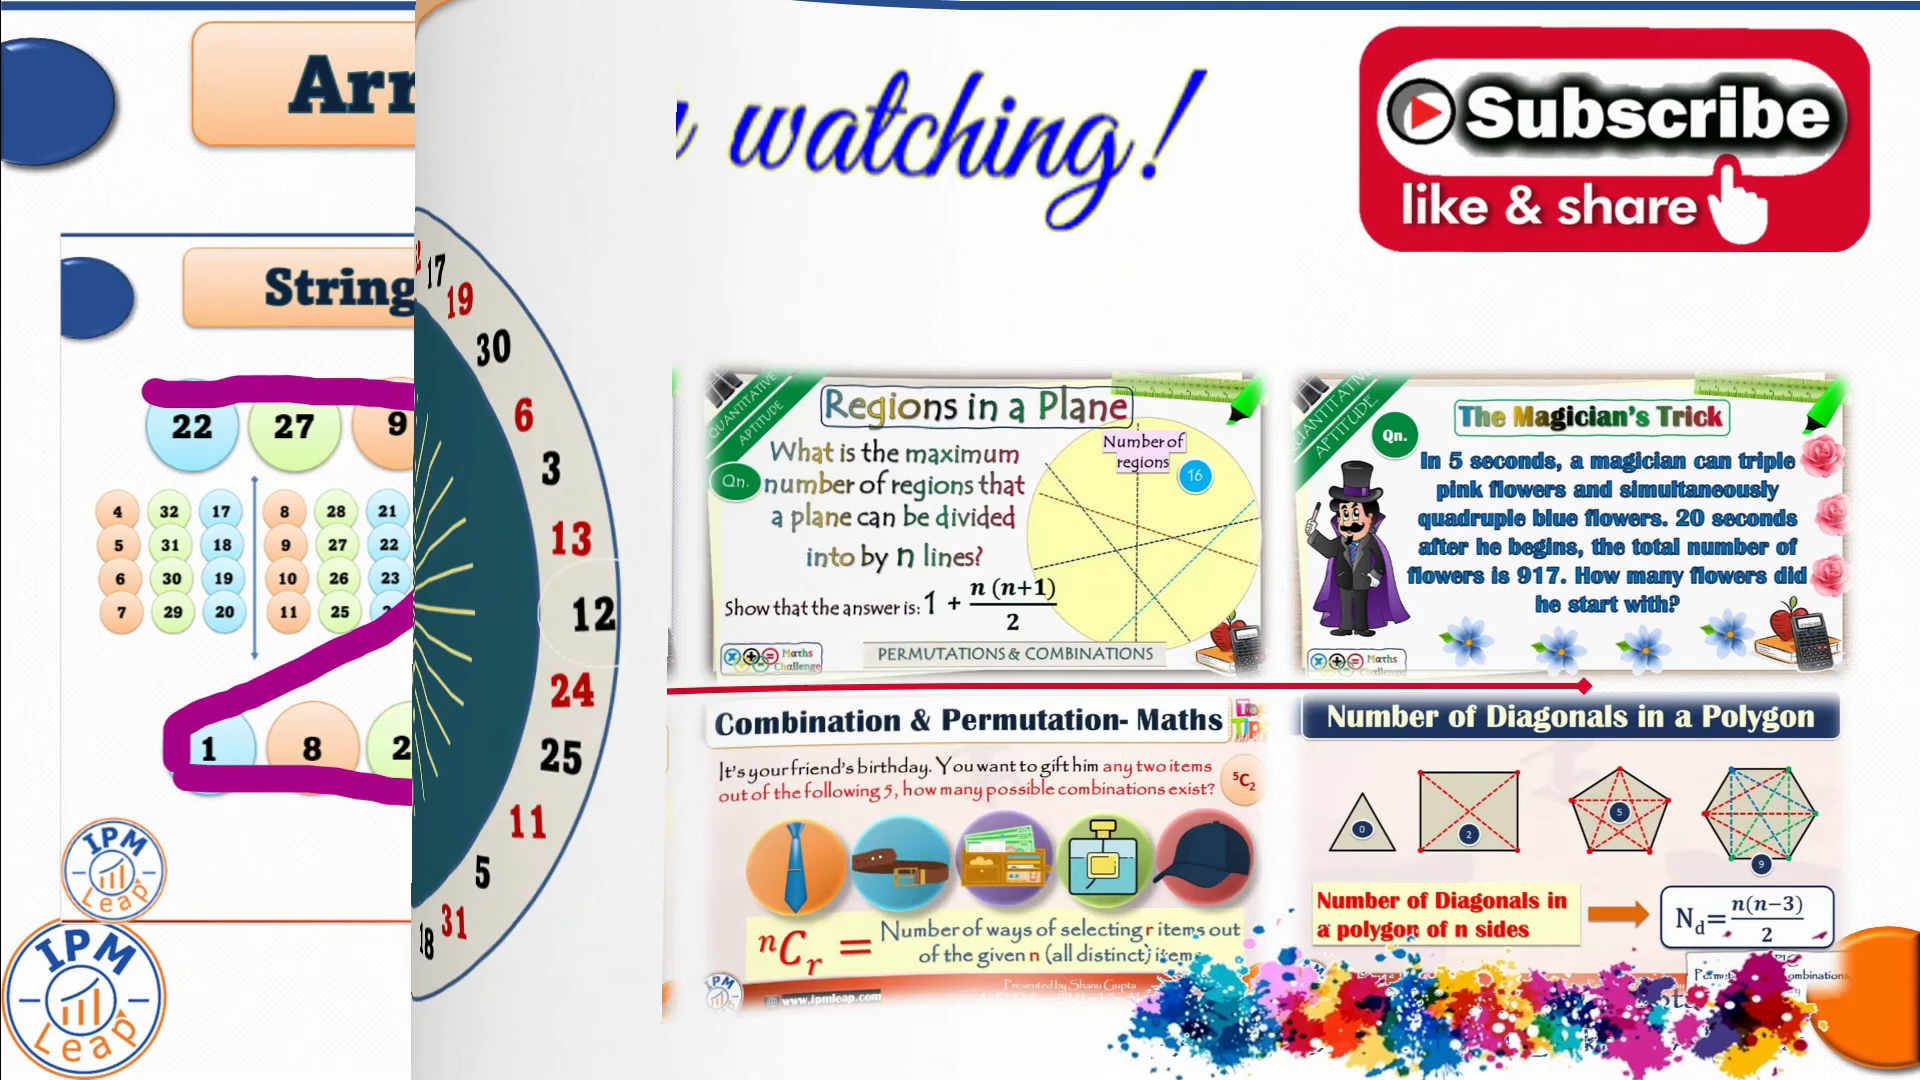 Arr
watching!
Subscribe
like & share
String
22 27 9
4 32 17 8 28 21
5 31 18 9 27 22
6 30 19 10 26 23
7 29 20 11 25
1 8 2
IPM
Leap
IPM
Leap
17
19
30
6
3
13
12
24
25
11
5
31
18
QUANTITATIVE
APTITUDE
Regions in a Plane
Qn.
What is the maximum
number of regions that
a plane can be divided
into by n lines?
Number of
regions
16
Show that the answer is: 1 + n (n+1) / 2
Maths
Challenge
PERMUTATIONS & COMBINATIONS
QUANTITATIVE
APTITUDE
Qn.
The Magician's Trick
In 5 seconds, a magician can triple
pink flowers and simultaneously
quadruple blue flowers. 20 seconds
after he begins, the total number of
flowers is 917. How many flowers did
he start with?
Maths
Challenge
Combination & Permutation- Maths
It's your friend's birthday. You want to gift him any two items
out of the following 5, how many possible combinations exist?
⁵C₂
ⁿCᵣ =
Number of ways of selecting r items out
of the given n (all distinct) items
Presented by Shanu Gupta
www.ipmleap.com
Number of Diagonals in a Polygon
0
2
5
9
Number of Diagonals in
a polygon of n sides
N_d = n(n−3) / 2